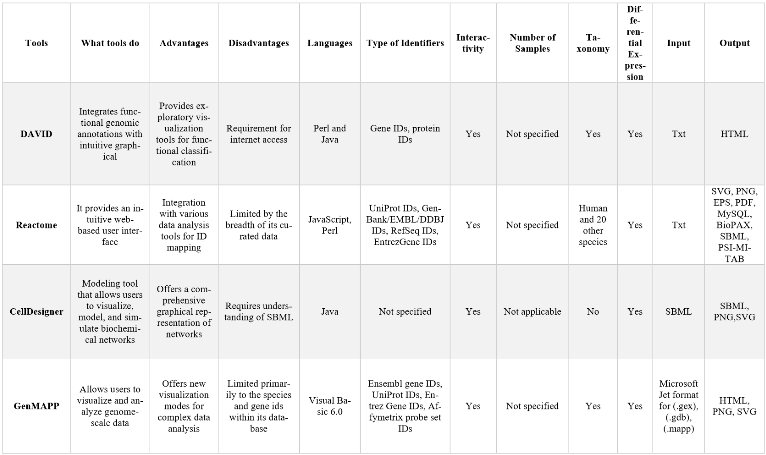 Tools
What tools do
Advantages
Disadvantages
Languages
Type of Identifiers
Interac-
tivity
Number of
Samples
Ta-
xonomy
Dif-
fe-
ren-
tial
Ex-
pres-
sion
Input
Output
DAVID
Integrates func-
tional genomic
annotations with
intuitive graph-
ical
Provides ex-
ploratory vis-
ualization
tools for func-
tional classifi-
cation
Requirement for
internet access
Perl and
Java
Gene IDs, protein
IDs
Yes
Not specified
Yes
Yes
Txt
HTML
Reactome
It provides an in-
tuitive web-
based user inter-
face
Integration
with various
data analysis
tools for ID
mapping
Limited by the
breadth of its cu-
rated data
JavaScript,
Perl
UniProt IDs, Gen-
Bank/EMBL/DDBJ
IDs, RefSeq IDs,
EntrezGene IDs
Yes
Not specified
Human
and 20
other
species
Yes
Txt
SVG, PNG,
EPS, PDF,
MySQL,
BioPAX,
SBML,
PSI-MI-
TAB
CellDesigner
Modeling tool
that allows users
to visualize,
model, and sim-
ulate biochemi-
cal networks
Offers a com-
prehensive
graphical rep-
resentation of
networks
Requires unders-
tanding of SBML
Java
Not specified
Yes
Not applicable
No
Yes
SBML
SBML,
PNG,SVG
GenMAPP
Allows users to
visualize and an-
alyze genome-
scale data
Offers new
visualization
modes for
complex data
analysis
Limited primar-
ily to the species
and gene ids
within its data-
base
Visual Ba-
sic 6.0
Ensembl gene IDs,
UniProt IDs, En-
trez Gene IDs, Af-
fymetrix probe set
IDs
Yes
Not specified
Yes
Yes
Microsoft
Jet format
for (.gex),
(.gdb),
(.mapp)
HTML,
PNG, SVG